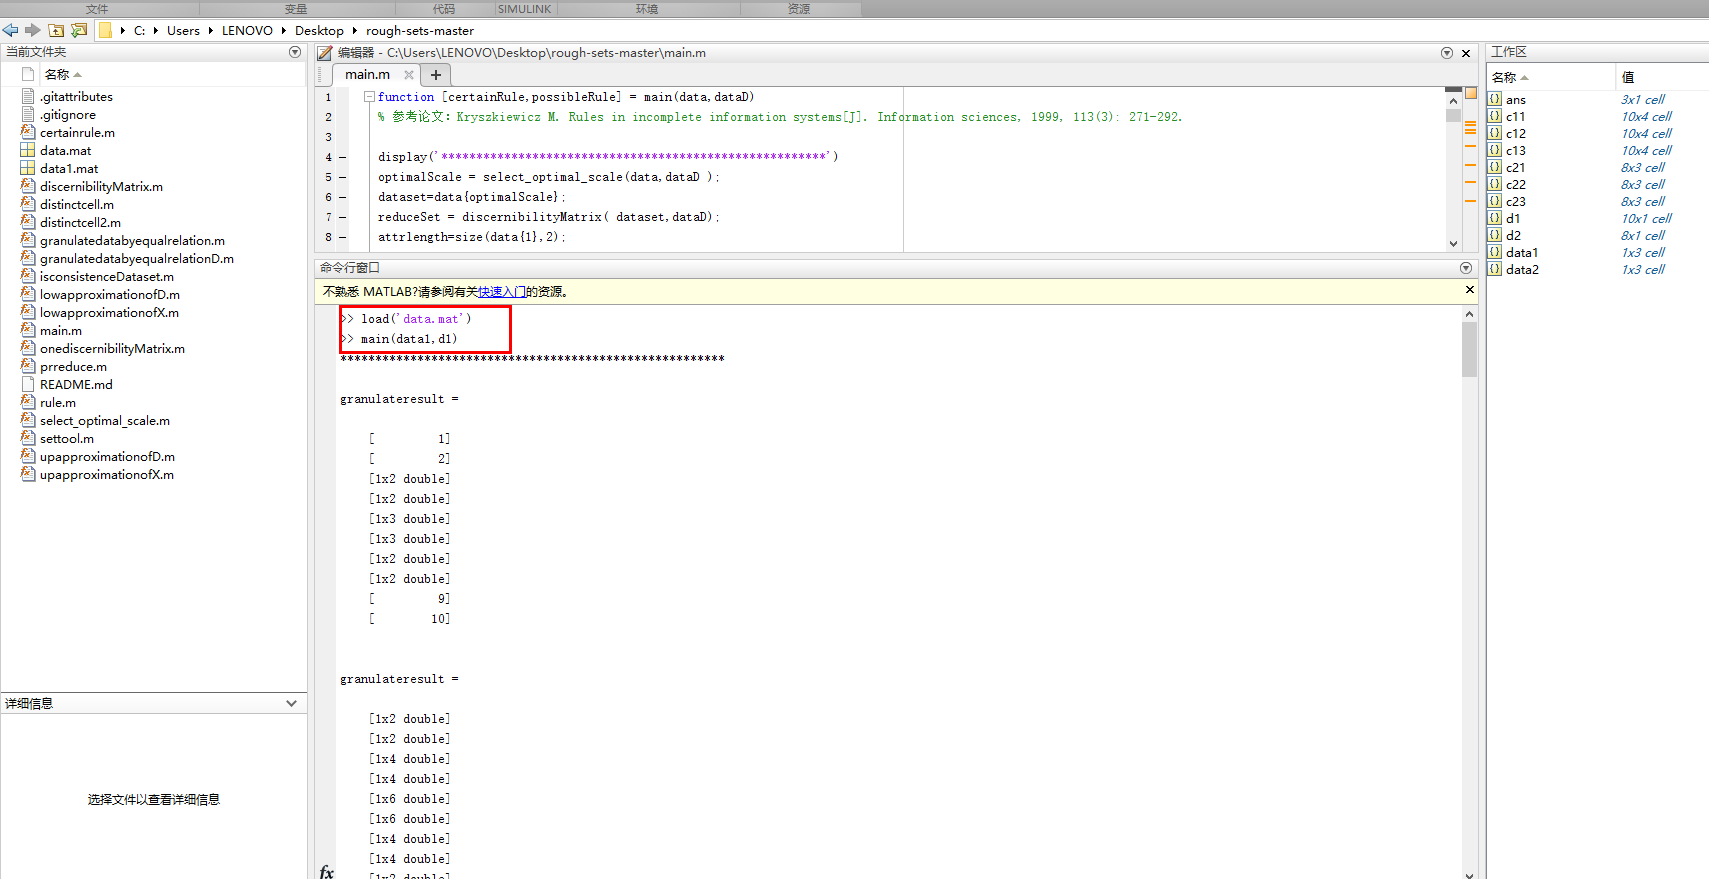 文件 变量 代码 SIMULINK 环境 资源
C: Users LENOVO Desktop rough-sets-master
当前文件夹
名称
.gitattributes
.gitignore
certainrule.m
data.mat
data1.mat
discernibilityMatrix.m
distinctcell.m
distinctcell2.m
granulatedatabyequalrelation.m
granulatedatabyequalrelationD.m
isconsistenceDataset.m
lowapproximationofD.m
lowapproximationofX.m
main.m
onediscernibilityMatrix.m
prreduce.m
README.md
rule.m
select_optimal_scale.m
settool.m
upapproximationofD.m
upapproximationofX.m
详细信息
选择文件以查看详细信息
编辑器 - C:\Users\LENOVO\Desktop\rough-sets-master\main.m
main.m
1 function [certainRule,possibleRule] = main(data,dataD)
2 % 参考论文：Kryszkiewicz M. Rules in incomplete information systems[J]. Information sciences, 1999, 113(3): 271-292.
3
4 – display('*******************************************************')
5 – optimalScale = select_optimal_scale(data,dataD );
6 – dataset=data{optimalScale};
7 – reduceSet = discernibilityMatrix( dataset,dataD);
8 – attrlength=size(data{1},2);
命令行窗口
不熟悉 MATLAB?请参阅有关快速入门的资源。
>> load('data.mat')
>> main(data1,d1)
*******************************************************
granulateresult =
[ 1]
[ 2]
[1x2 double]
[1x2 double]
[1x3 double]
[1x3 double]
[1x2 double]
[1x2 double]
[ 9]
[ 10]
granulateresult =
[1x2 double]
[1x2 double]
[1x4 double]
[1x4 double]
[1x6 double]
[1x6 double]
[1x4 double]
[1x4 double]
[1x2 double]
fx
工作区
名称 值
ans 3x1 cell
c11 10x4 cell
c12 10x4 cell
c13 10x4 cell
c21 8x3 cell
c22 8x3 cell
c23 8x3 cell
d1 10x1 cell
d2 8x1 cell
data1 1x3 cell
data2 1x3 cell